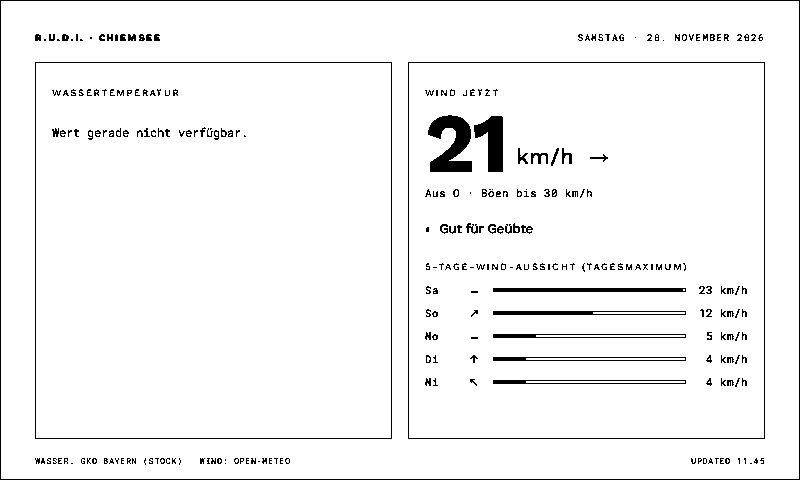 R.U.D.I. · CHIEMSEE
SAMSTAG · 28. NOVEMBER 2026
WASSERTEMPERATUR
Wert gerade nicht verfügbar.
WIND JETZT
21 km/h →
Aus O · Böen bis 30 km/h
Gut für Geübte
5-TAGE-WIND-AUSSICHT (TAGESMAXIMUM)
Sa – 23 km/h
So ↗ 12 km/h
Mo – 5 km/h
Di ↑ 4 km/h
Mi ↖ 4 km/h
WASSER: GKD BAYERN (STOCK) WIND: OPEN-METEO
UPDATED 11:45